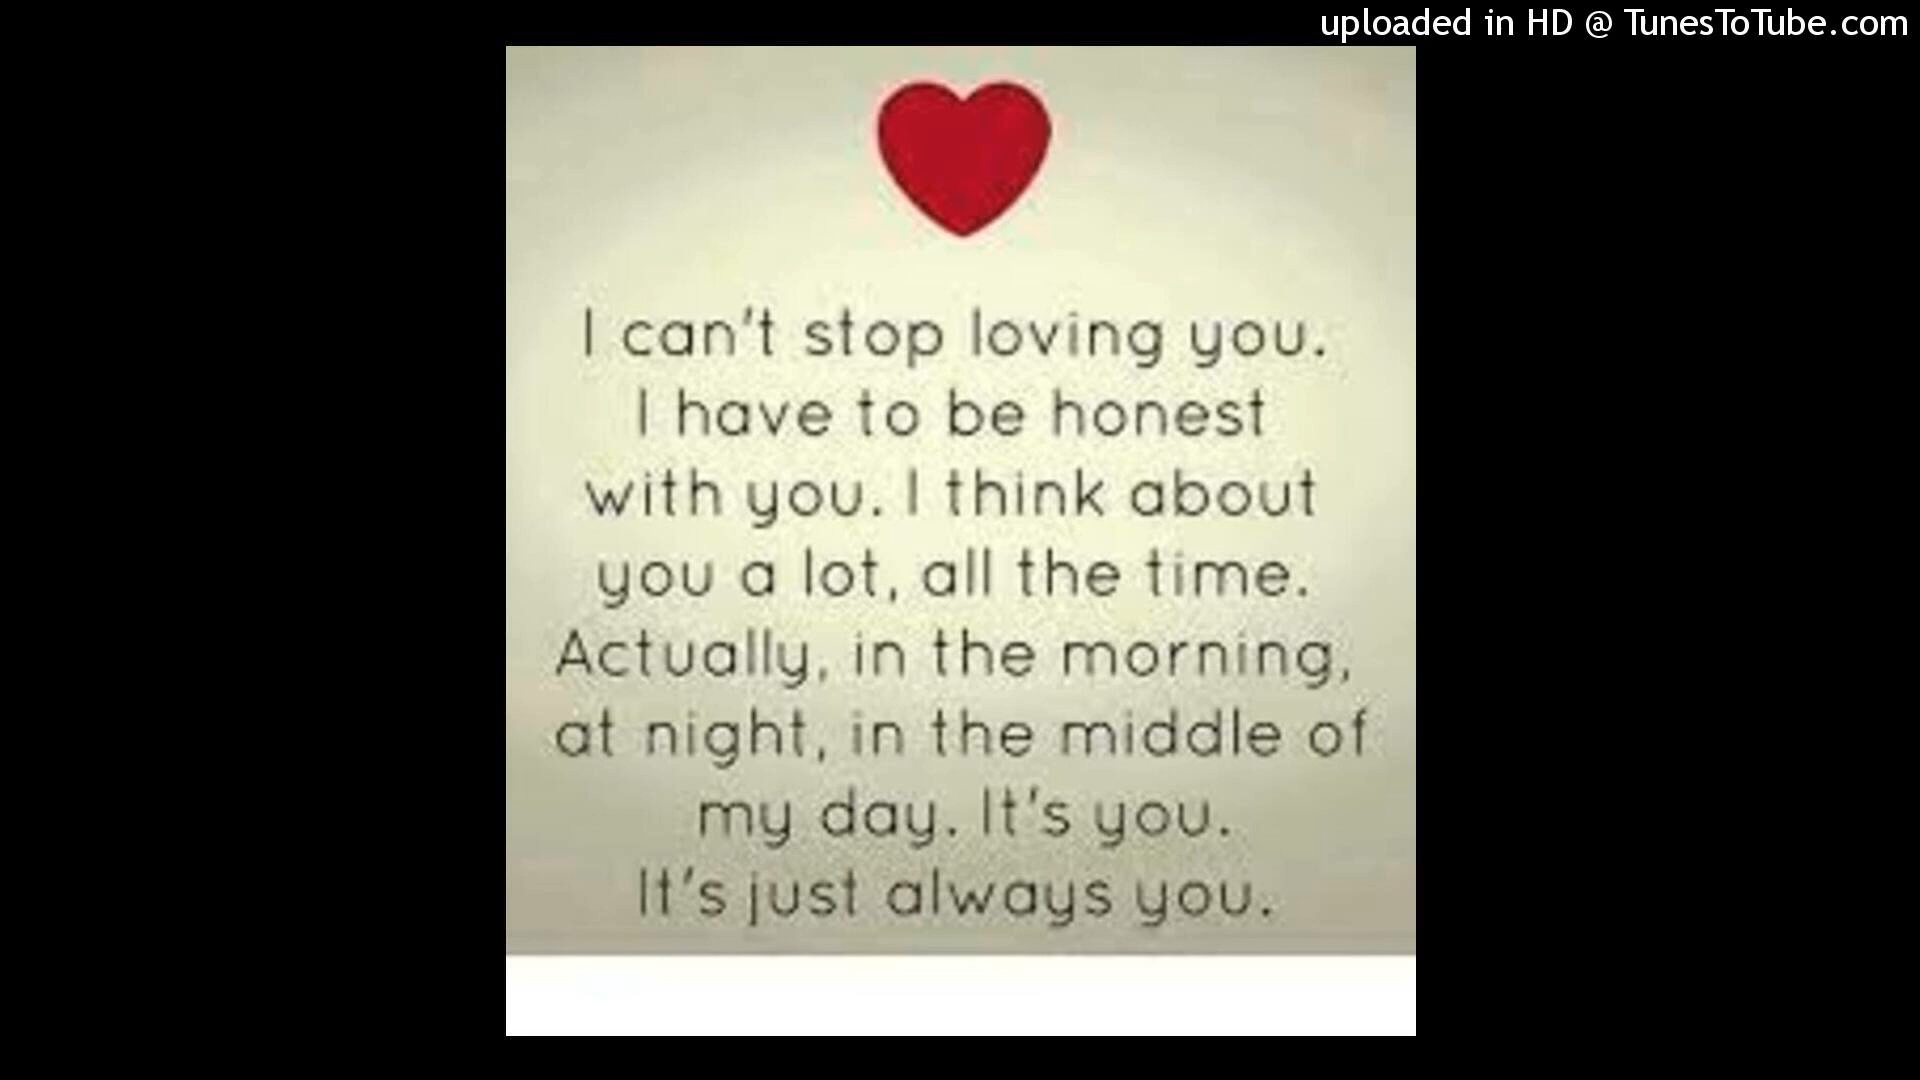 uploaded in HD @ TunesToTube.com
I can't stop loving you.
I have to be honest
with you. I think about
you a lot, all the time.
Actually, in the morning,
at night, in the middle of
my day. It's you.
It's just always you.